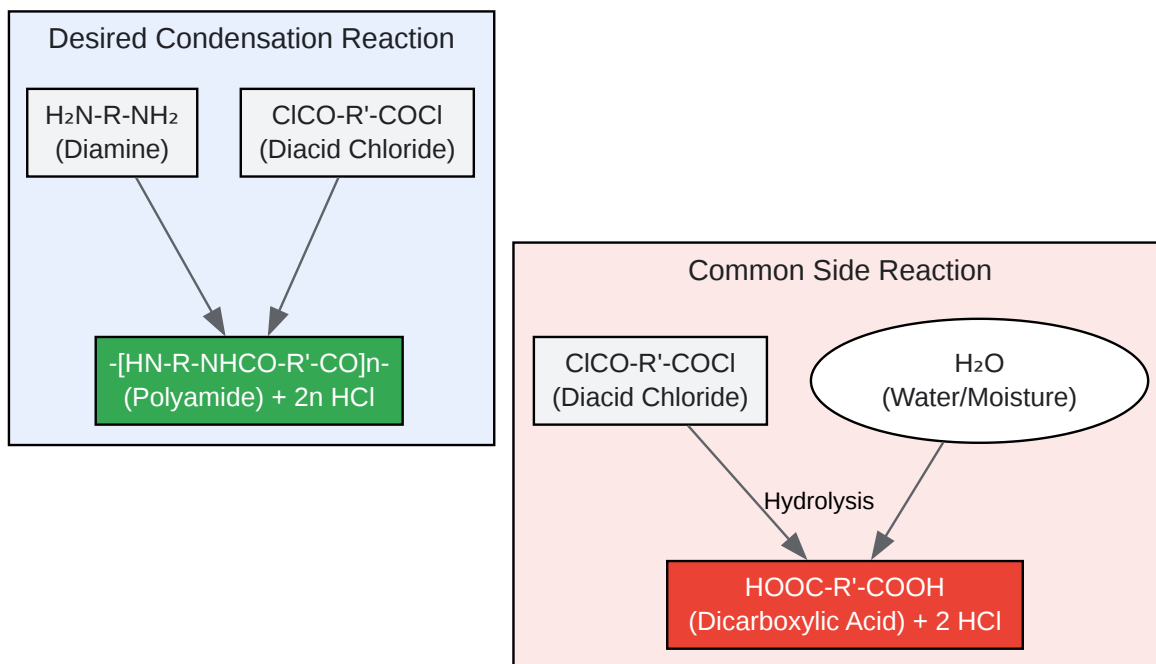 Desired Condensation Reaction
H₂N-R-NH₂
(Diamine)
ClCO-R'-COCl
(Diacid Chloride)
-[HN-R-NHCO-R'-CO]n-
(Polyamide) + 2n HCl
Common Side Reaction
ClCO-R'-COCl
(Diacid Chloride)
H₂O
(Water/Moisture)
Hydrolysis
HOOC-R'-COOH
(Dicarboxylic Acid) + 2 HCl